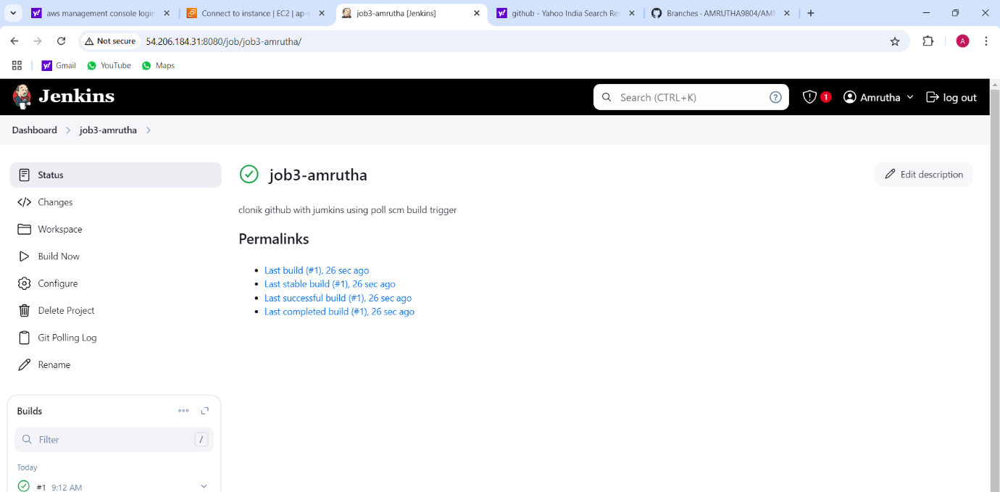 aws management console login
Connect to instance | EC2 | ap-s
job3-amrutha [Jenkins]
github - Yahoo India Search Res
Branches · AMRUTHA9804/AMR
Not secure
54.206.184.31:8080/job/job3-amrutha/
A
Gmail
YouTube
Maps
Jenkins
Search (CTRL+K)
1
Amrutha
log out
Dashboard
job3-amrutha
Status
Changes
Workspace
Build Now
Configure
Delete Project
Git Polling Log
Rename
job3-amrutha
Edit description
clonik github with jumkins using poll scm build trigger
Permalinks
Last build (#1), 26 sec ago
Last stable build (#1), 26 sec ago
Last successful build (#1), 26 sec ago
Last completed build (#1), 26 sec ago
Builds
Filter
/
Today
#1 9:12 AM